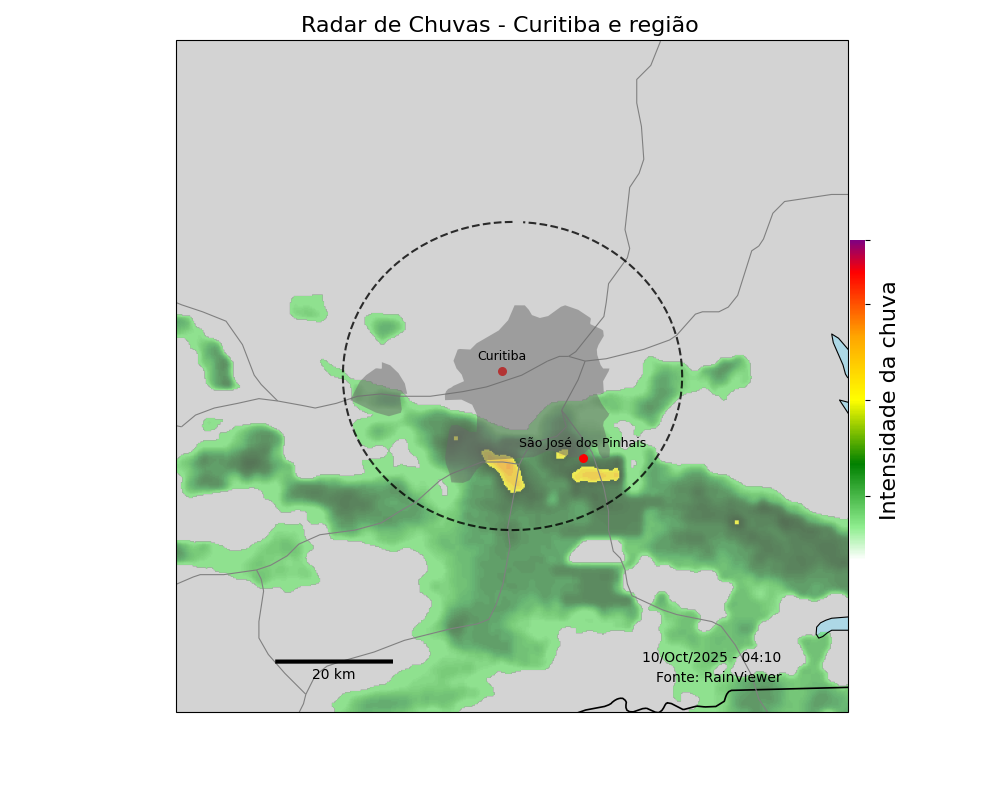 Radar de Chuvas - Curitiba e região
Curitiba
São José dos Pinhais
Intensidade da chuva
10/Oct/2025 - 04:10
Fonte: RainViewer
20 km